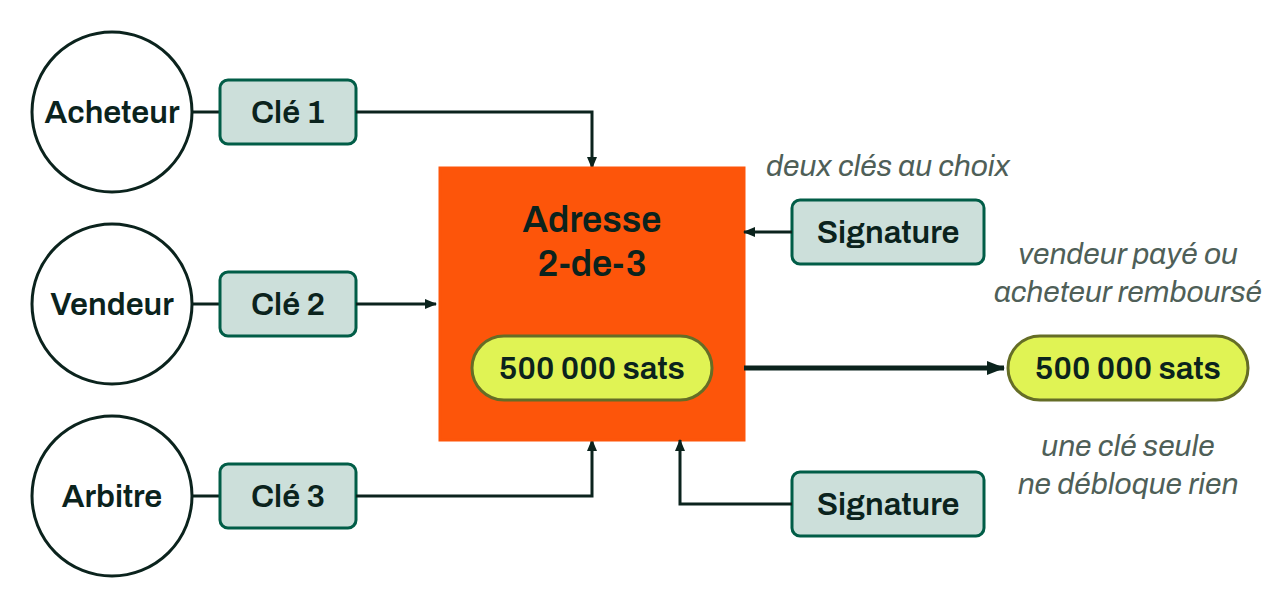 Acheteur
Clé 1
Vendeur
Clé 2
Arbitre
Clé 3
Adresse
2-de-3
500 000 sats
deux clés au choix
Signature
vendeur payé ou
acheteur remboursé
500 000 sats
une clé seule
ne débloque rien
Signature